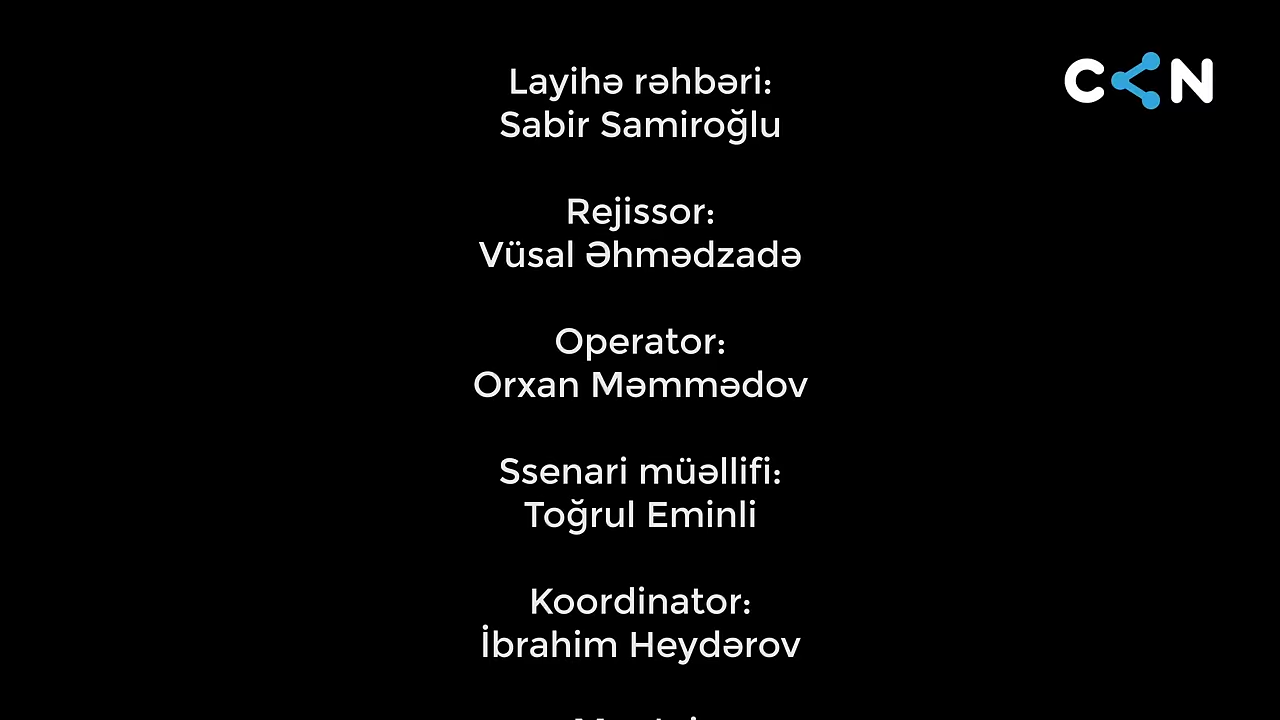 Layihə rəhbəri:
Sabir Samiroğlu
C N
Rejissor:
Vüsal Əhmədzadə
Operator:
Orxan Məmmədov
Ssenari müəllifi:
Toğrul Eminli
Koordinator:
İbrahim Heydərov